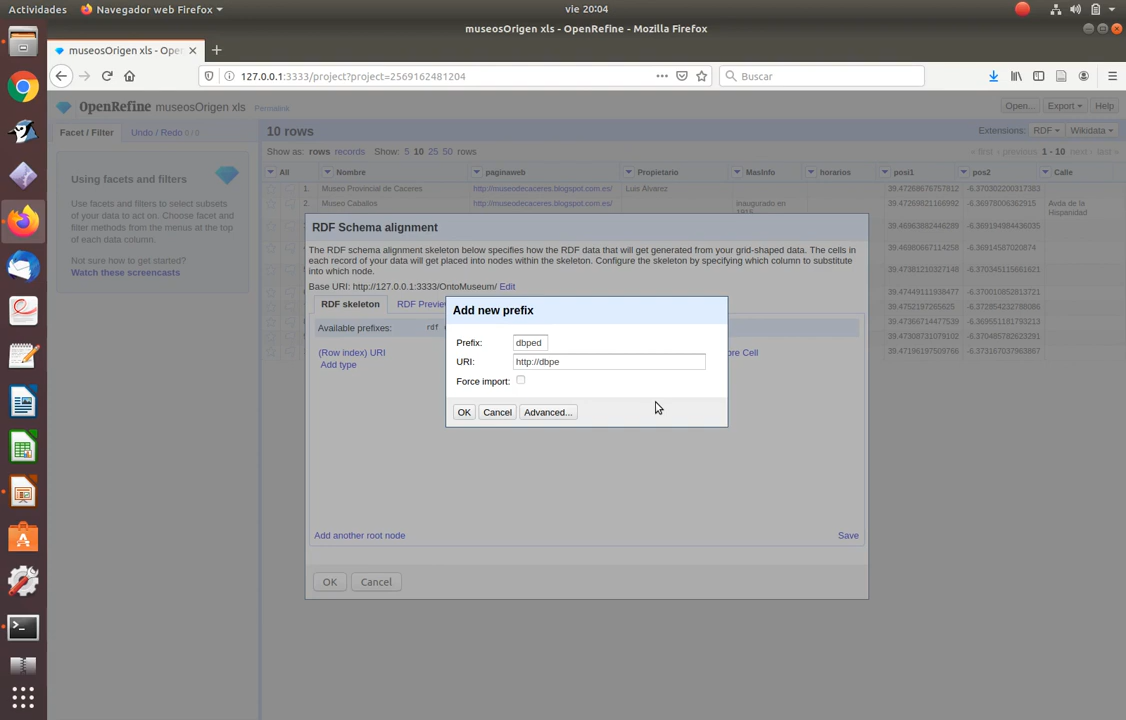 Actividades
Navegador web Firefox
vie 20:04
museosOrigen xls - OpenRefine - Mozilla Firefox
museosOrigen xls - Ope
127.0.0.1:3333/project?project=2569162481204
Buscar
OpenRefine museosOrigen xls Permalink
Open... Export Help
Facet / Filter Undo / Redo 0 / 0
10 rows
Extensions: RDF Wikidata
Show as: rows records Show: 5 10 25 50 rows
« first ‹ previous 1 - 10 next › last »
Using facets and filters
Use facets and filters to select subsets
of your data to act on. Choose facet and
filter methods from the menus at the top
of each data column.
Not sure how to get started?
Watch these screencasts
All Nombre paginaweb Propietario MasInfo horarios posi1 pos2 Calle
1. Museo Provincial de Caceres http://museodecaceres.blogspot.com.es/ Luis Alvarez 39.47268676757812 -6.370302200317383
2. Museo Caballos http://museodecaceres.blogspot.com.es/ inaugurado en 39.47269821166992 -6.36978006362915 Avda de la
Hispanidad
39.46963882446289 -6.369194984436035
39.46980667114258 -6.36914587020874
39.47381210327148 -6.370345115661621
39.47449111938477 -6.370010852813721
39.4752197265625 -6.372854232788086
39.47366714477539 -6.369551181793213
39.47308731079102 -6.370485782623291
39.47196197509766 -6.373167037963867
RDF Schema alignment
The RDF schema alignment skeleton below specifies how the RDF data that will get generated from your grid-shaped data. The cells in
each record of your data will get placed into nodes within the skeleton. Configure the skeleton by specifying which column to substitute
into which node.
Base URI: http://127.0.0.1:3333/OntoMuseum/ Edit
RDF skeleton RDF Preview
Available prefixes: rdf
(Row index) URI
Add type
ore Cell
Add new prefix
Prefix: dbped
URI: http://dbpe
Force import:
OK Cancel Advanced...
Add another root node Save
OK Cancel